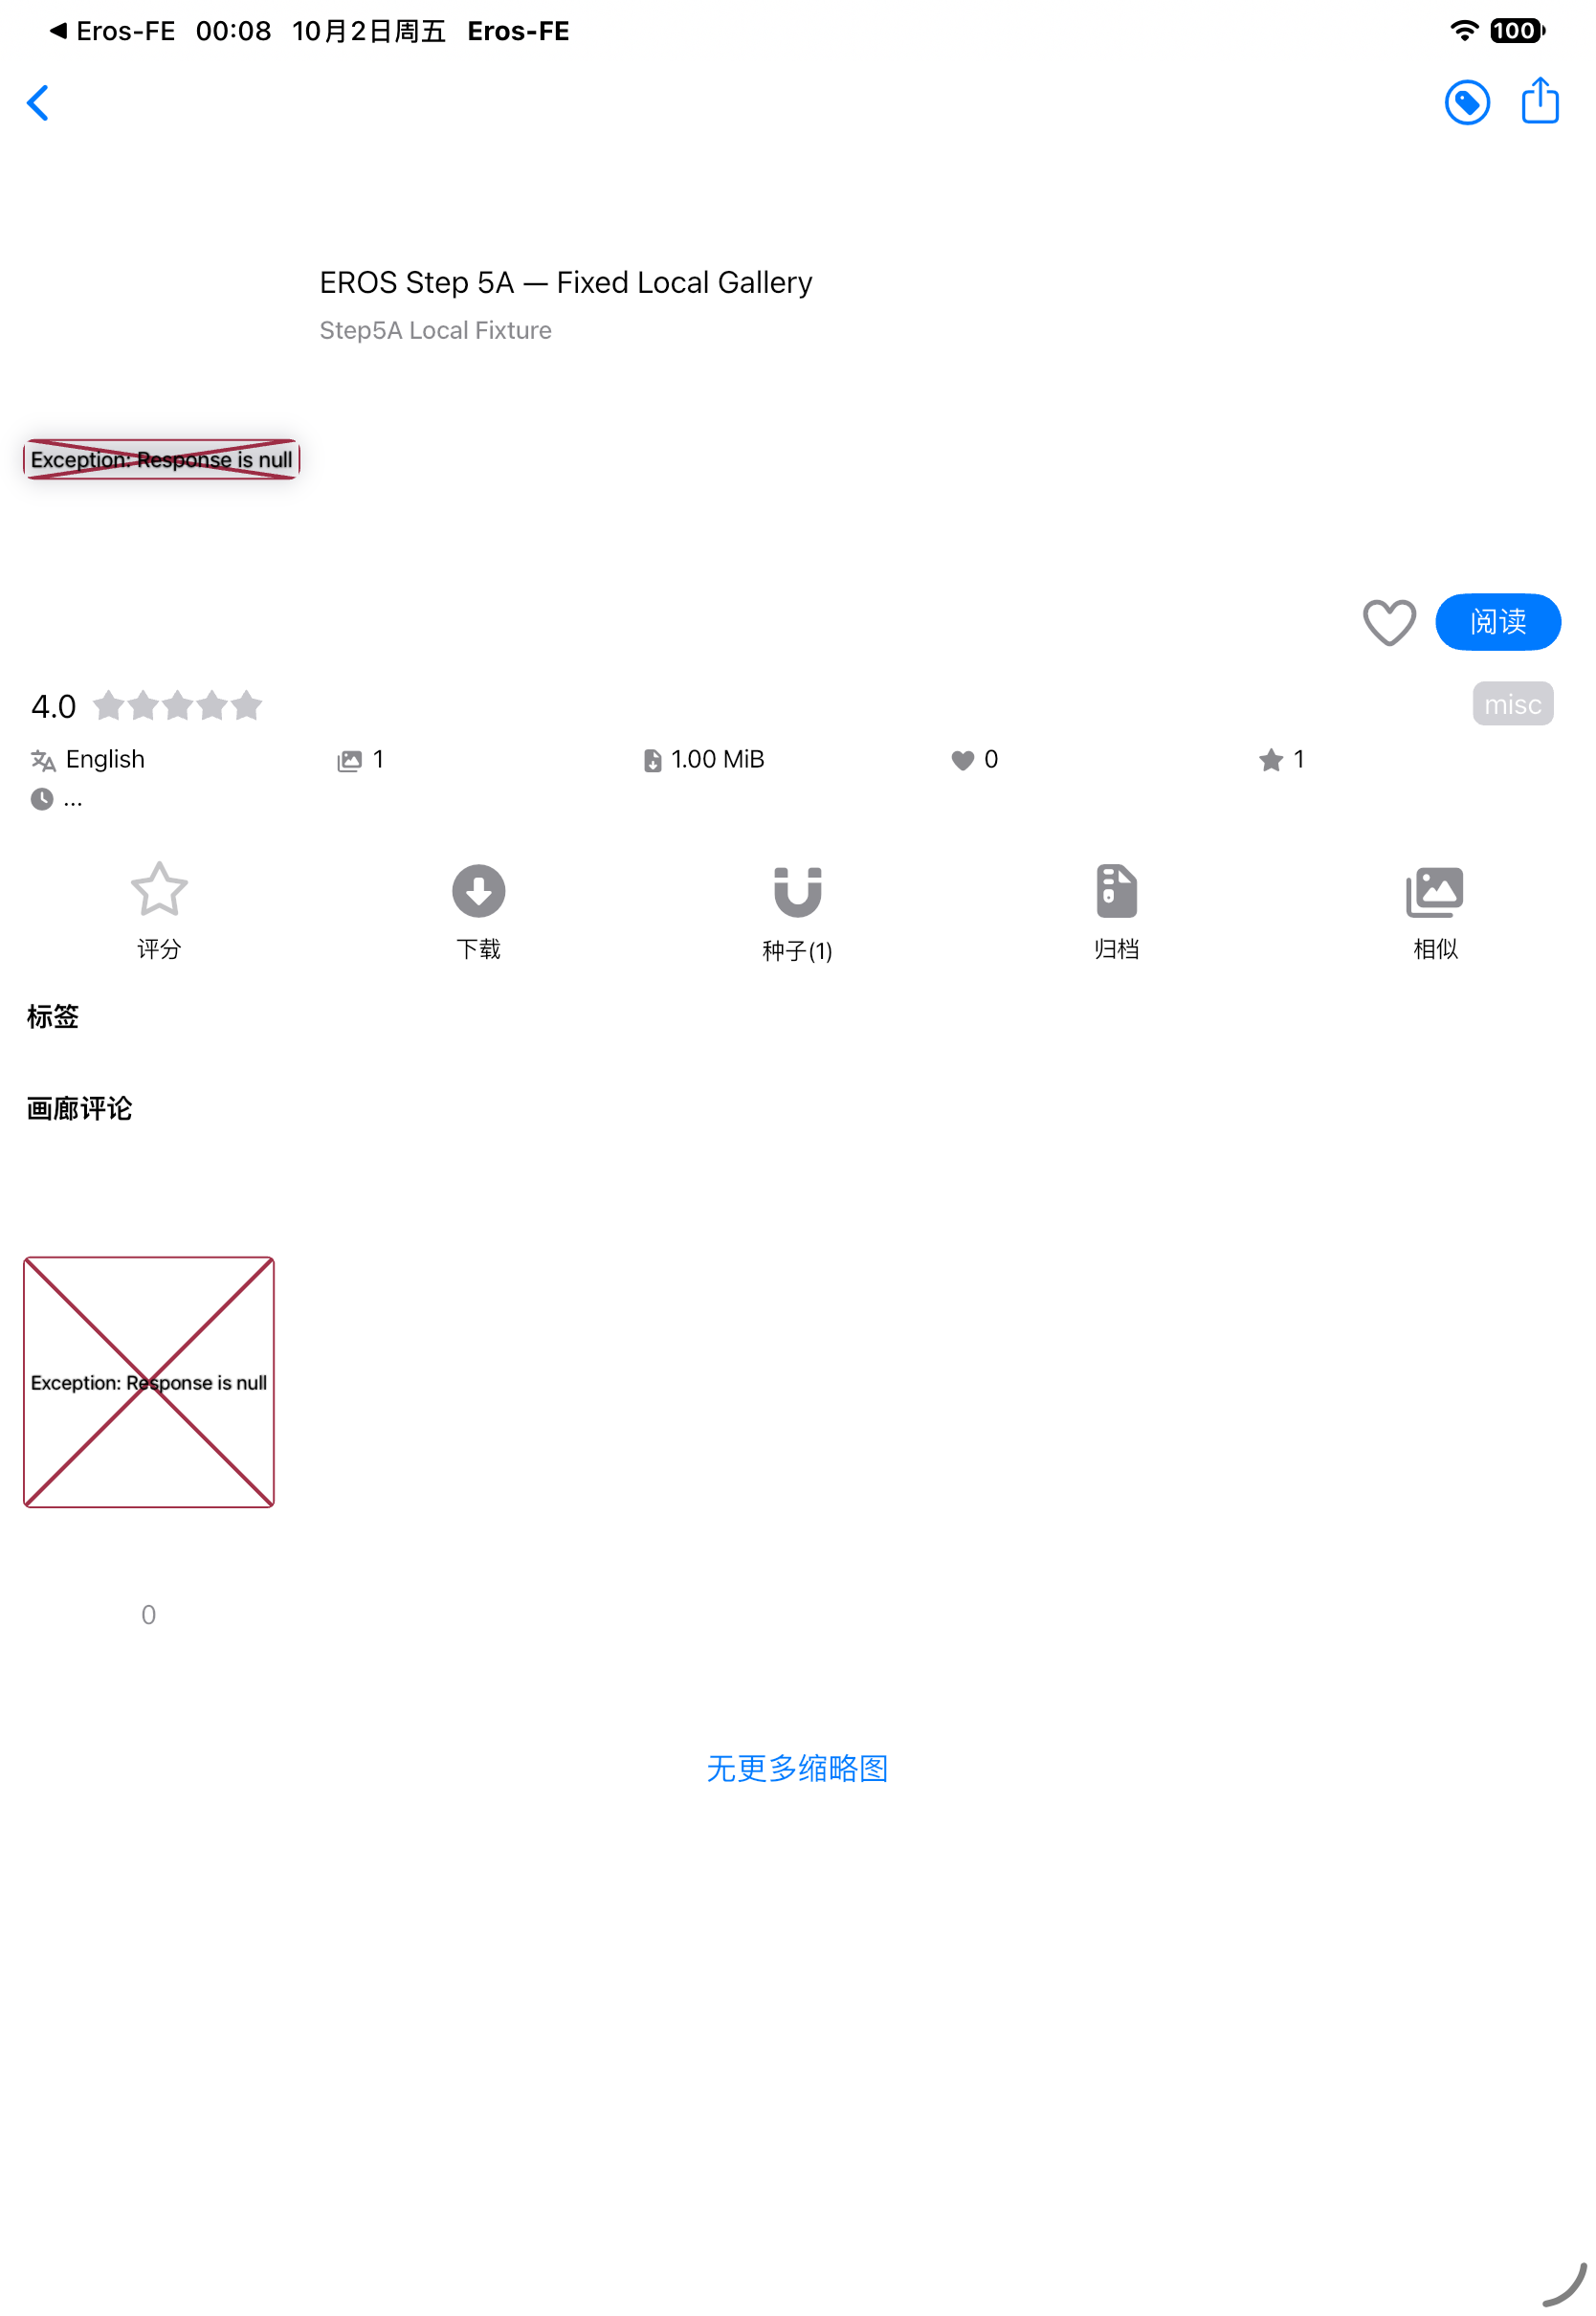 Eros-FE 00:08 10月2日周五 Eros-FE 100
EROS Step 5A — Fixed Local Gallery
Step5A Local Fixture
Exception: Response is null
阅读
4.0 misc
English 1 1.00 MiB 0 1
...
评分 下载 种子(1) 归档 相似
标签
画廊评论
Exception: Response is null
0
无更多缩略图